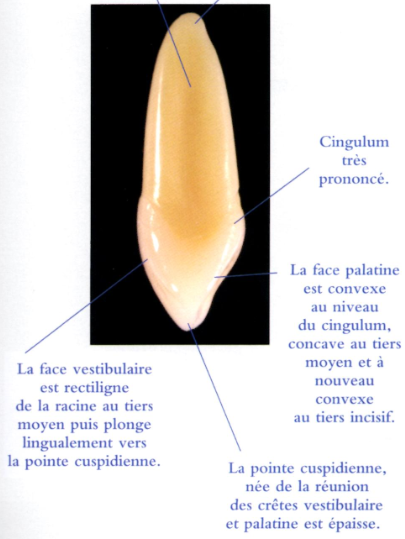 Cingulum
très
prononcé.
La face palatine
est convexe
au niveau
du cingulum,
concave au tiers
moyen et à
nouveau
convexe
au tiers incisif.
La face vestibulaire
est rectiligne
de la racine au tiers
moyen puis plonge
lingualement vers
la pointe cuspidienne.
La pointe cuspidienne,
née de la réunion
des crêtes vestibulaire
et palatine est épaisse.